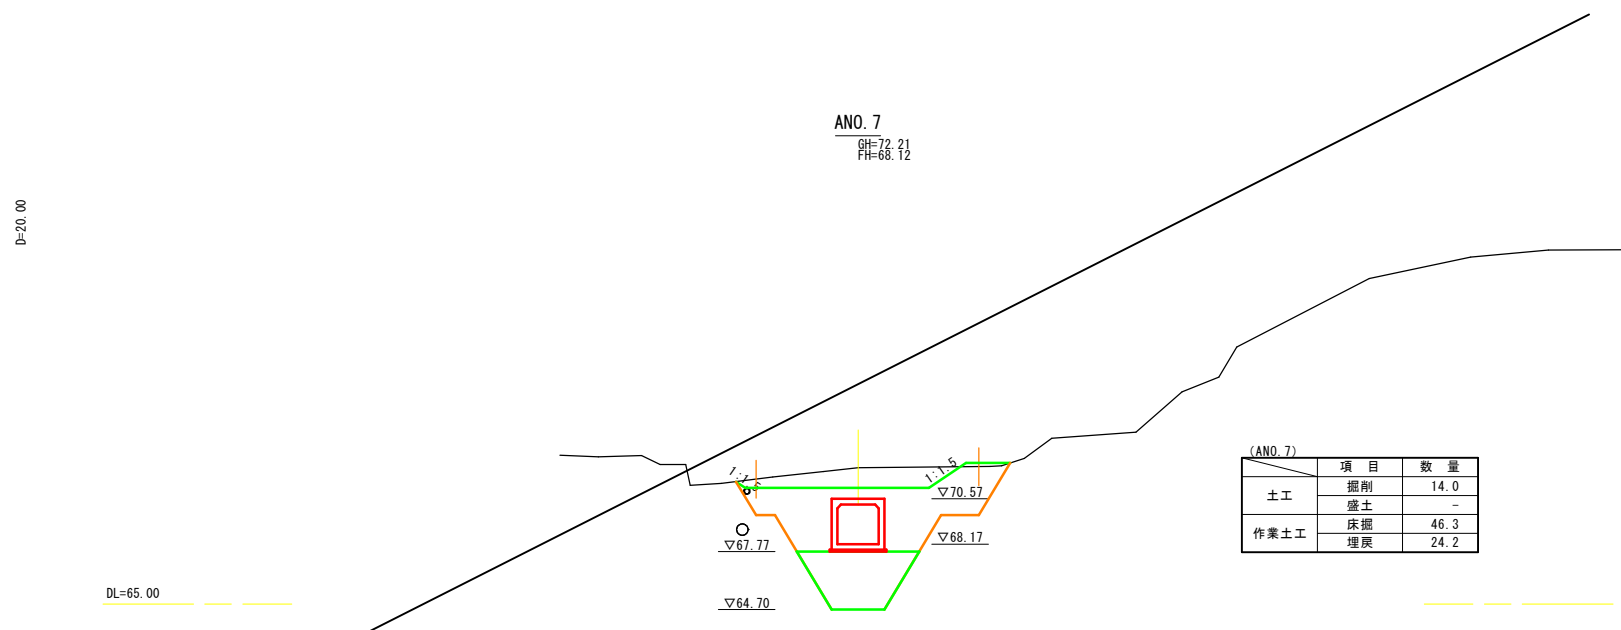 ANO. 7
GH=72. 21
FH=68. 12
D=20. 00
1:1.5
1:1.5
▽70. 57
▽67. 77
▽68. 17
▽64. 70
DL=65. 00
(ANO. 7)
項 目 数 量
土工 掘削 14. 0
盛土 -
作業土工 床掘 46. 3
埋戻 24. 2